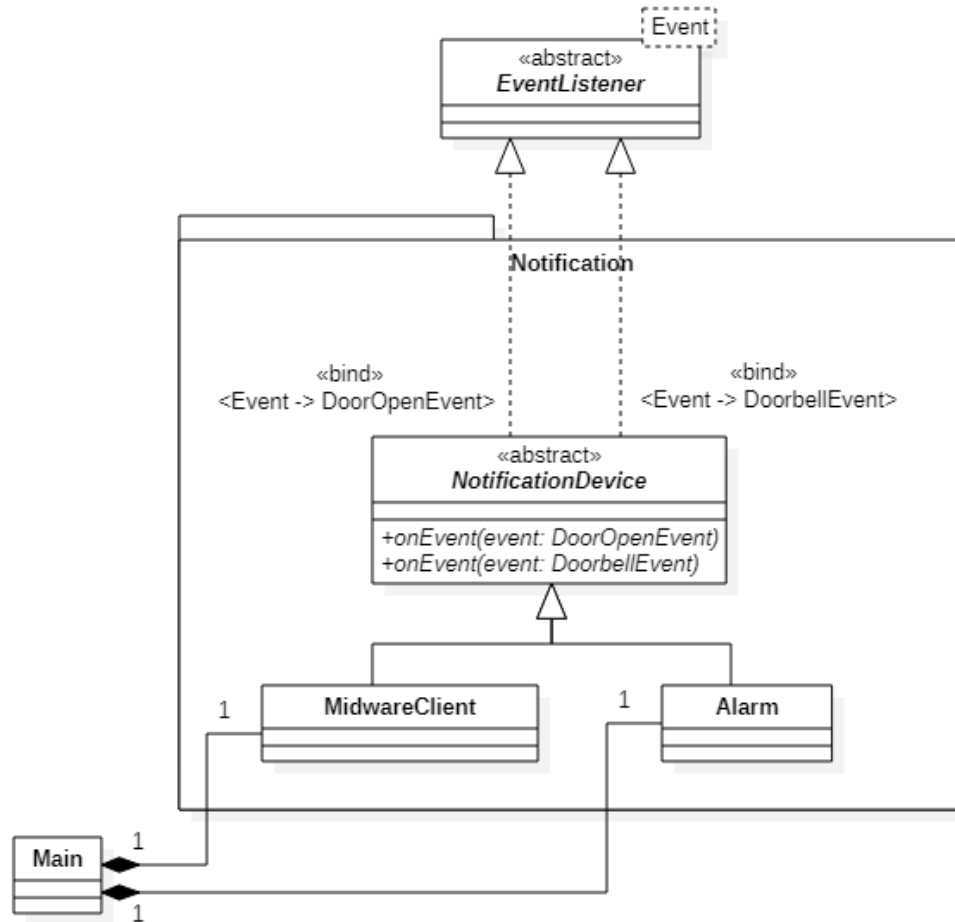 Event
«abstract»
EventListener
Notification
«bind»
<Event -> DoorOpenEvent>
«bind»
<Event -> DoorbellEvent>
«abstract»
NotificationDevice
+onEvent(event: DoorOpenEvent)
+onEvent(event: DoorbellEvent)
1
MidwareClient
1
Alarm
Main
1
1